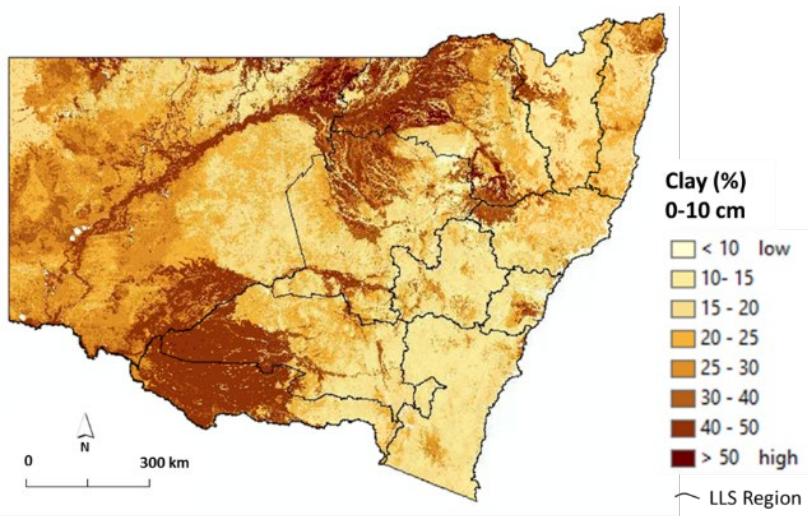 Clay (%)
0-10 cm
< 10 low
10- 15
15 - 20
20 - 25
25 - 30
30 - 40
40 - 50
> 50 high
LLS Region
N
0 300 km